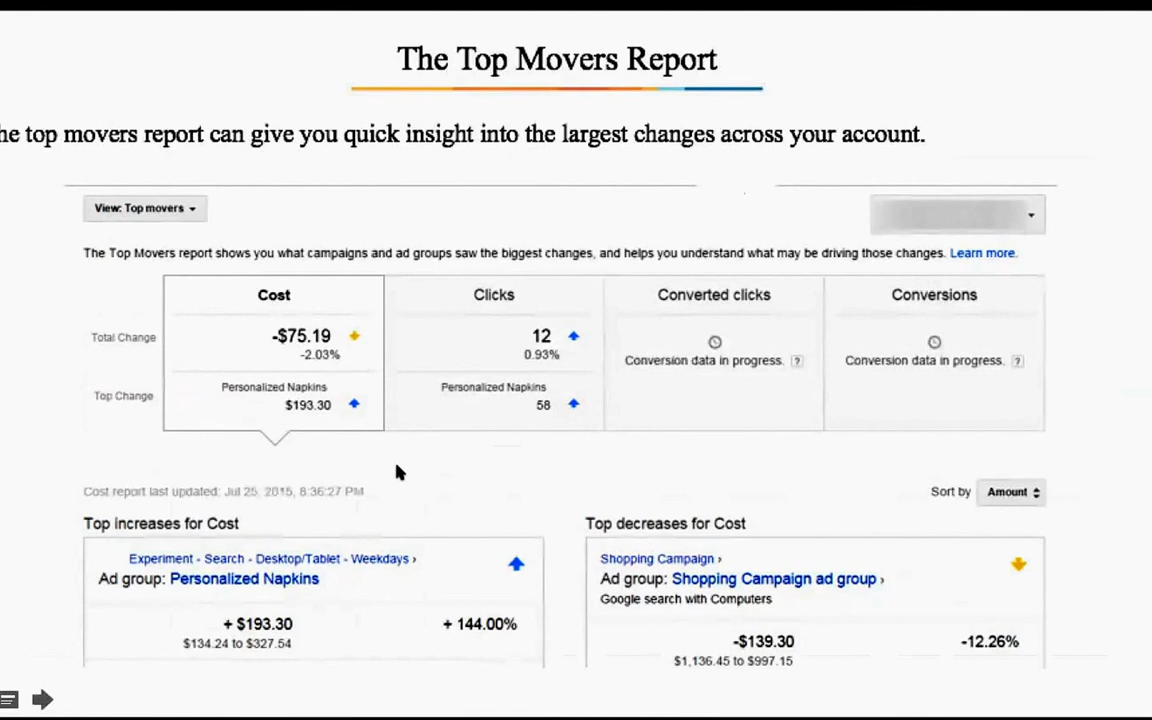 The Top Movers Report
he top movers report can give you quick insight into the largest changes across your account.
View: Top movers
The Top Movers report shows you what campaigns and ad groups saw the biggest changes, and helps you understand what may be driving those changes. Learn more.
Cost Clicks Converted clicks Conversions
Total Change -$75.19 12
-2.03% 0.93% Conversion data in progress. ? Conversion data in progress. ?
Personalized Napkins Personalized Napkins
Top Change $193.30 58
Cost report last updated: Jul 25, 2015, 8:36:27 PM Sort by Amount
Top increases for Cost Top decreases for Cost
Experiment - Search - Desktop/Tablet - Weekdays › Shopping Campaign ›
Ad group: Personalized Napkins Ad group: Shopping Campaign ad group ›
Google search with Computers
+ $193.30 + 144.00% -$139.30 -12.26%
$134.24 to $327.54 $1,136.45 to $997.15